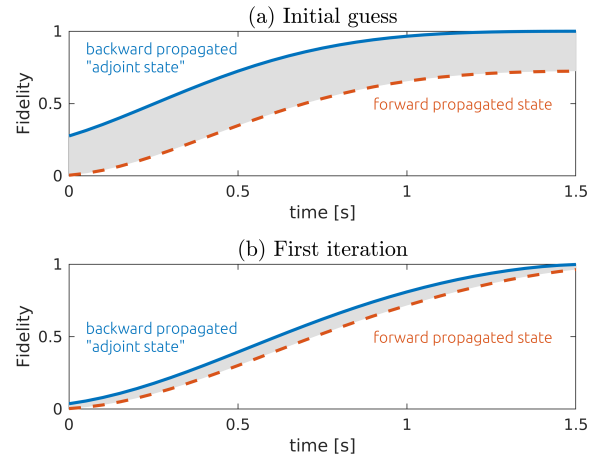 (a) Initial guess
1
backward propagated
"adjoint state"
Fidelity
0.5
forward propagated state
0
0
0.5
1
1.5
time [s]
(b) First iteration
1
backward propagated
"adjoint state"
Fidelity
0.5
forward propagated state
0
0
0.5
1
1.5
time [s]